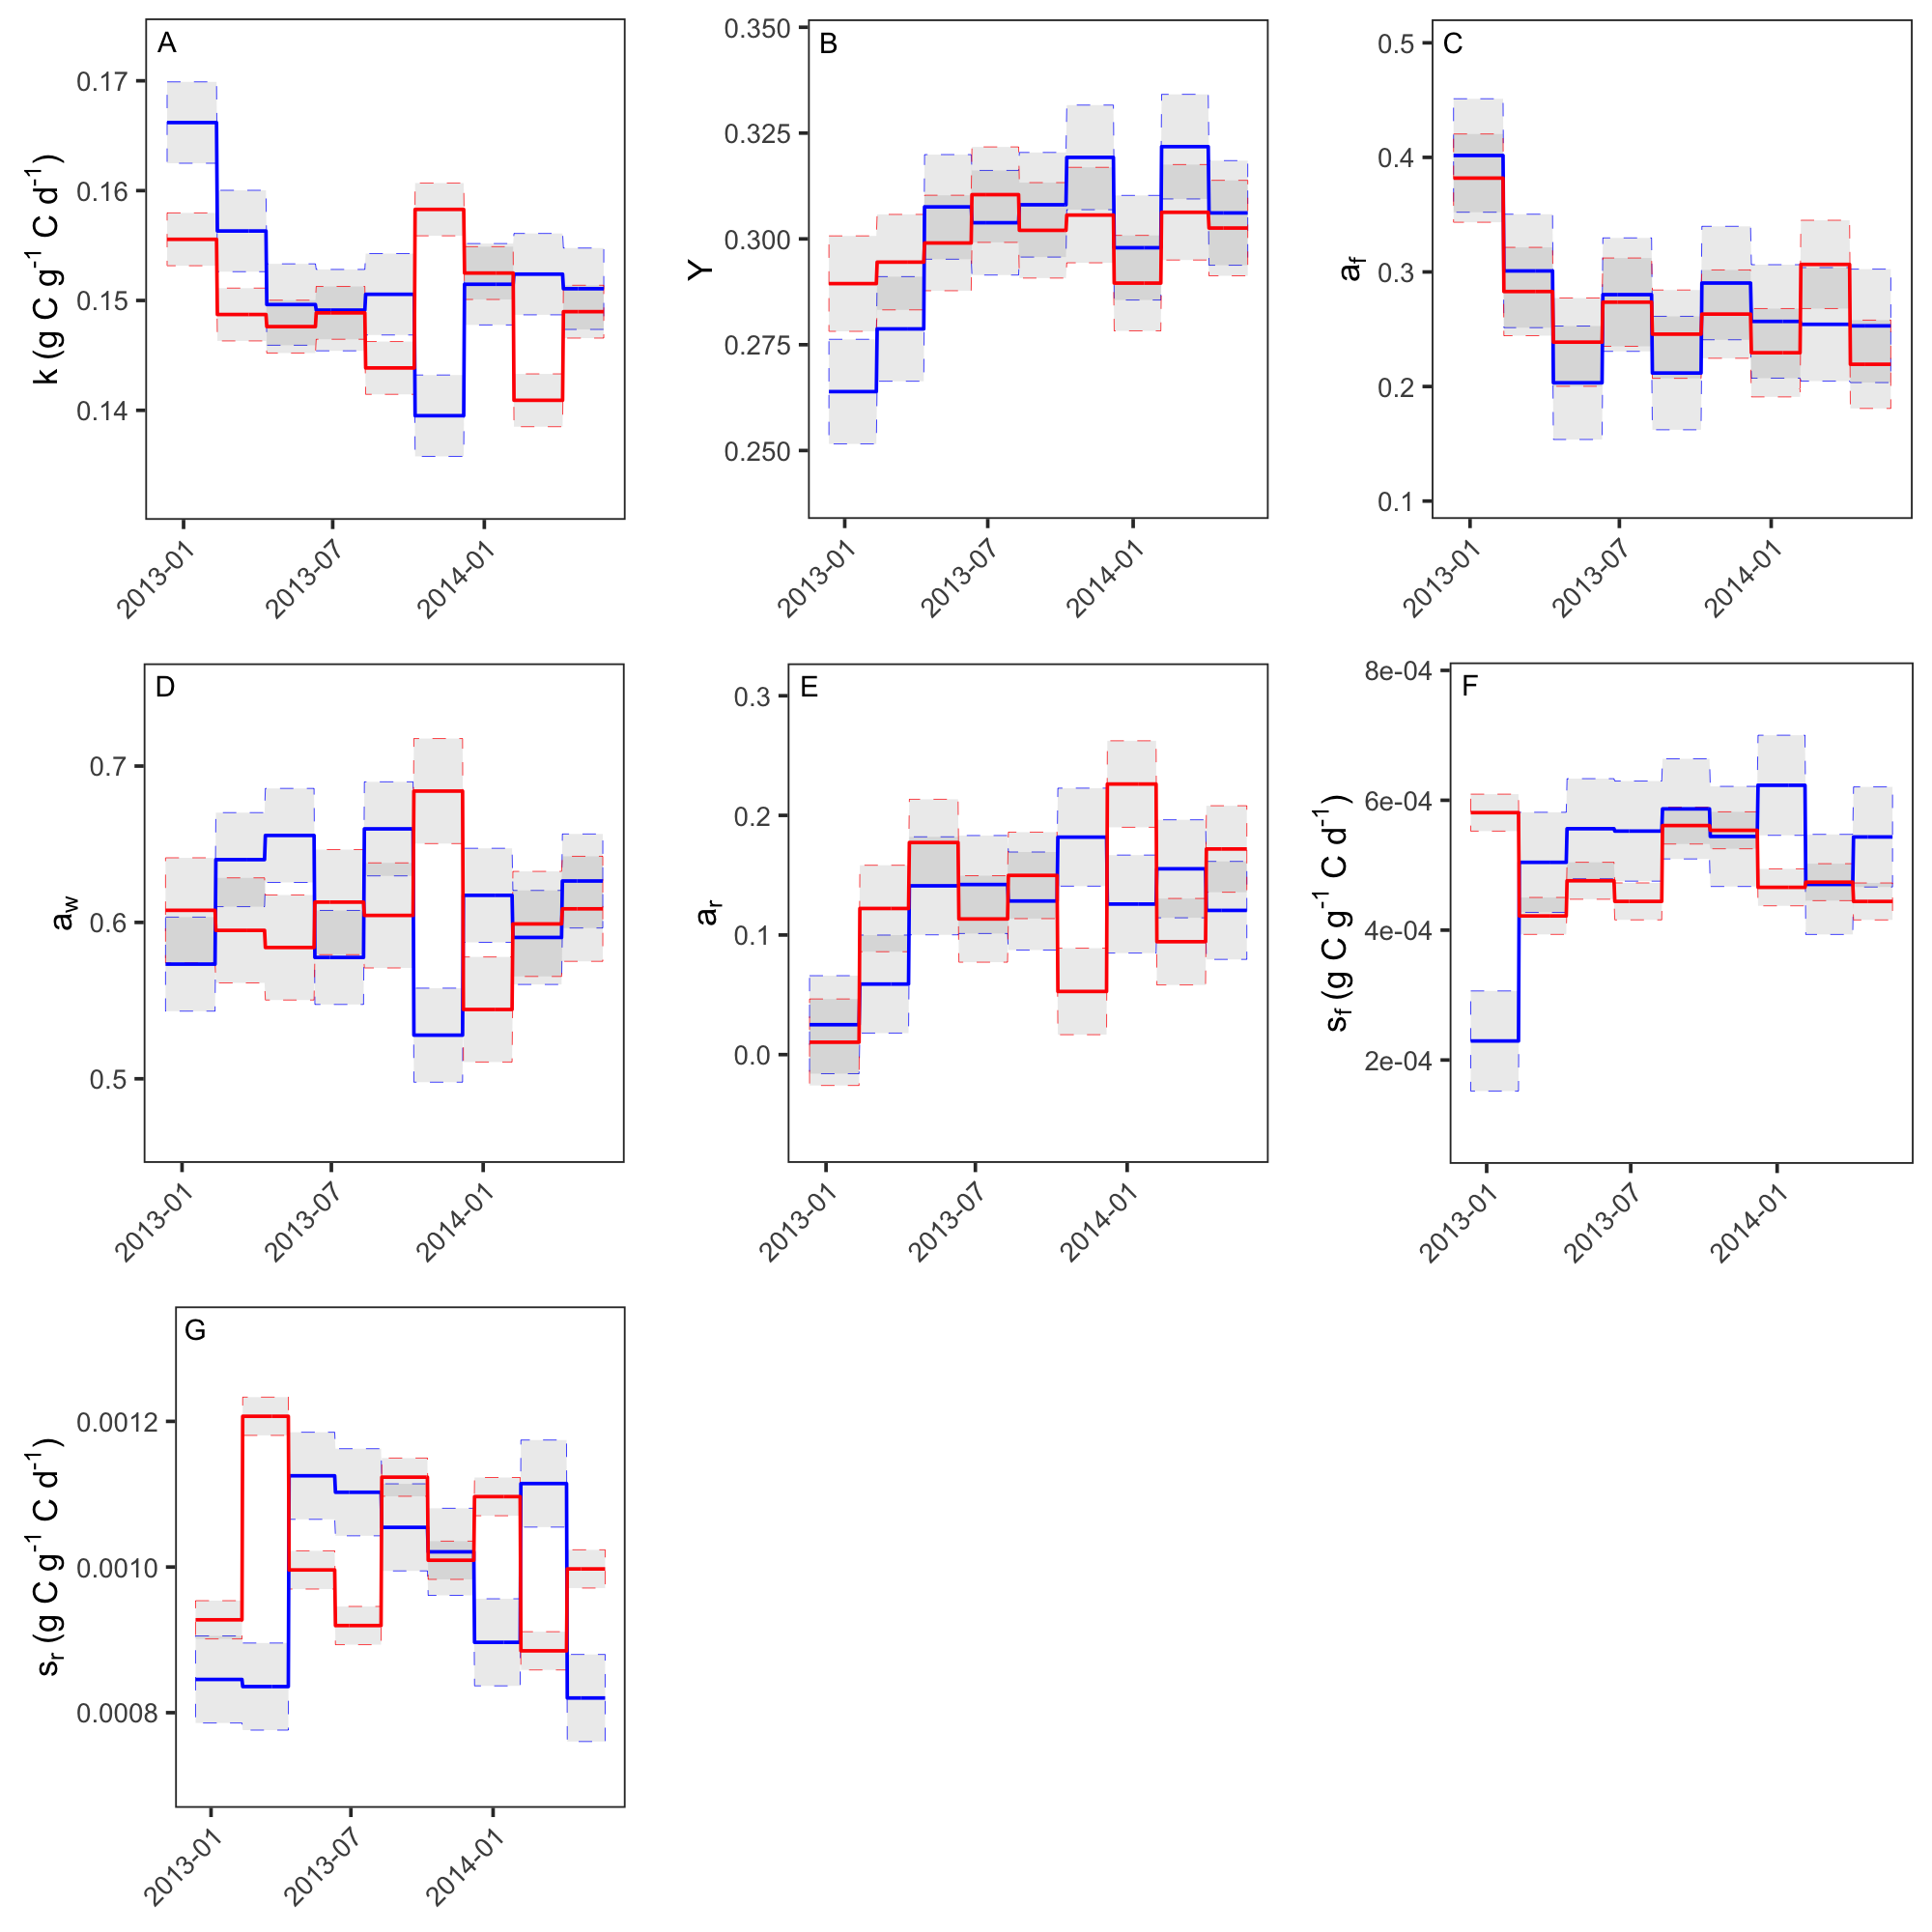 A
k (g C g⁻¹ C d⁻¹)
0.17
0.16
0.15
0.14
2013-01
2013-07
2014-01
B
Y
0.350
0.325
0.300
0.275
0.250
2013-01
2013-07
2014-01
C
af
0.5
0.4
0.3
0.2
0.1
2013-01
2013-07
2014-01
D
aw
0.7
0.6
0.5
2013-01
2013-07
2014-01
E
ar
0.3
0.2
0.1
0.0
2013-01
2013-07
2014-01
F
sf (g C g⁻¹ C d⁻¹)
8e-04
6e-04
4e-04
2e-04
2013-01
2013-07
2014-01
G
sr (g C g⁻¹ C d⁻¹)
0.0012
0.0010
0.0008
2013-01
2013-07
2014-01